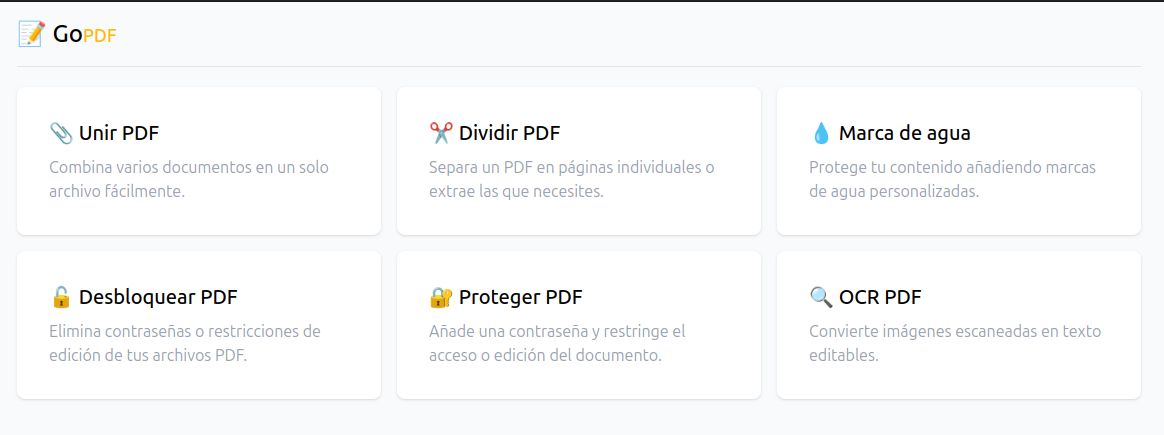 GoPDF
Unir PDF
Combina varios documentos en un solo
archivo fácilmente.
Dividir PDF
Separa un PDF en páginas individuales o
extrae las que necesites.
Marca de agua
Protege tu contenido añadiendo marcas
de agua personalizadas.
Desbloquear PDF
Elimina contraseñas o restricciones de
edición de tus archivos PDF.
Proteger PDF
Añade una contraseña y restringe el
acceso o edición del documento.
OCR PDF
Convierte imágenes escaneadas en texto
editables.